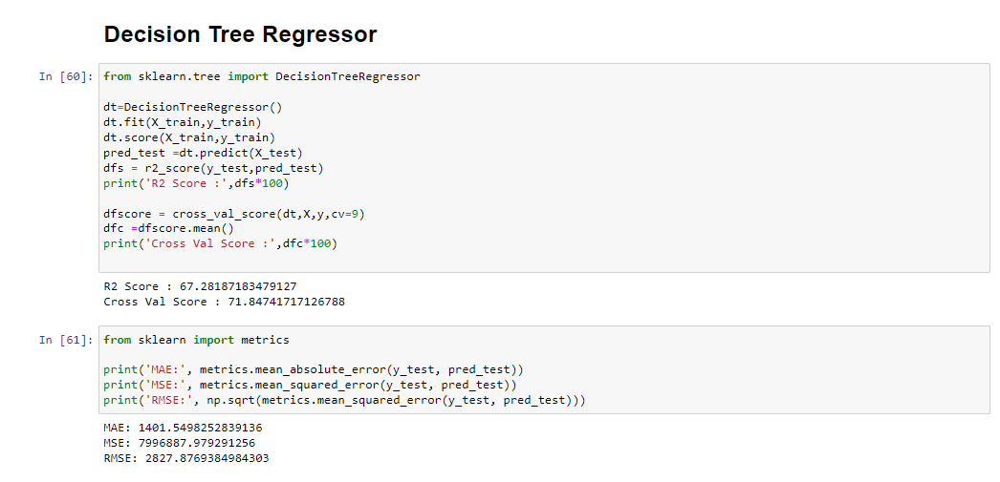 Decision Tree Regressor
In [60]:
from sklearn.tree import DecisionTreeRegressor
dt=DecisionTreeRegressor()
dt.fit(X_train,y_train)
dt.score(X_train,y_train)
pred_test =dt.predict(X_test)
dfs = r2_score(y_test,pred_test)
print('R2 Score :',dfs*100)
dfscore = cross_val_score(dt,X,y,cv=9)
dfc =dfscore.mean()
print('Cross Val Score :',dfc*100)
R2 Score : 67.28187183479127
Cross Val Score : 71.84741717126788
In [61]:
from sklearn import metrics
print('MAE:', metrics.mean_absolute_error(y_test, pred_test))
print('MSE:', metrics.mean_squared_error(y_test, pred_test))
print('RMSE:', np.sqrt(metrics.mean_squared_error(y_test, pred_test)))
MAE: 1401.5498252839136
MSE: 7996887.979291256
RMSE: 2827.8769384984303